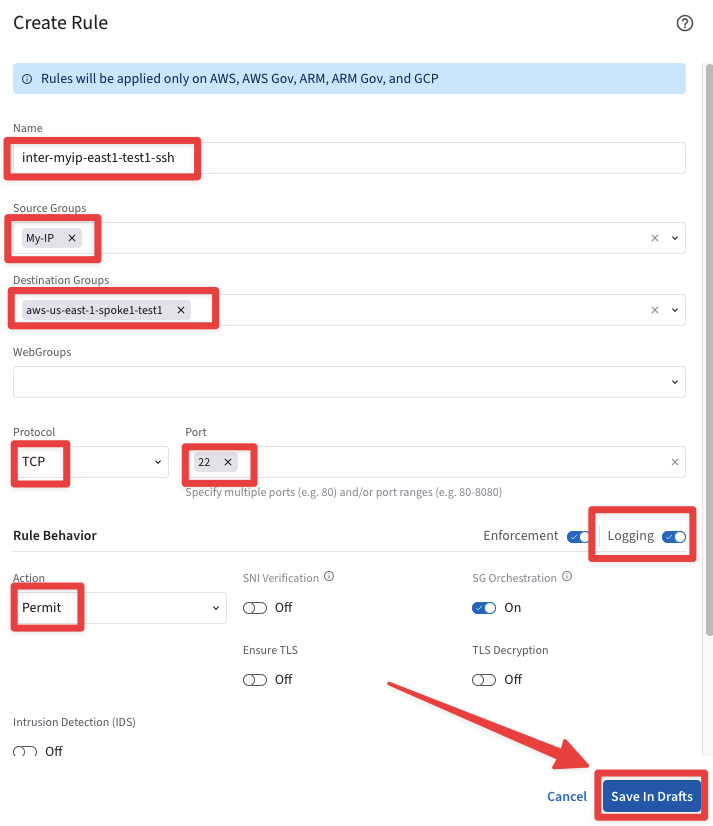 Create Rule
Rules will be applied only on AWS, AWS Gov, ARM, ARM Gov, and GCP
Name
inter-myip-east1-test1-ssh
Source Groups
My-IP
Destination Groups
aws-us-east-1-spoke1-test1
WebGroups
Protocol Port
TCP 22
Specify multiple ports (e.g. 80) and/or port ranges (e.g. 80-8080)
Rule Behavior Enforcement Logging
Action SNI Verification SG Orchestration
Permit Off On
Ensure TLS TLS Decryption
Off Off
Intrusion Detection (IDS)
Off
Cancel Save In Drafts